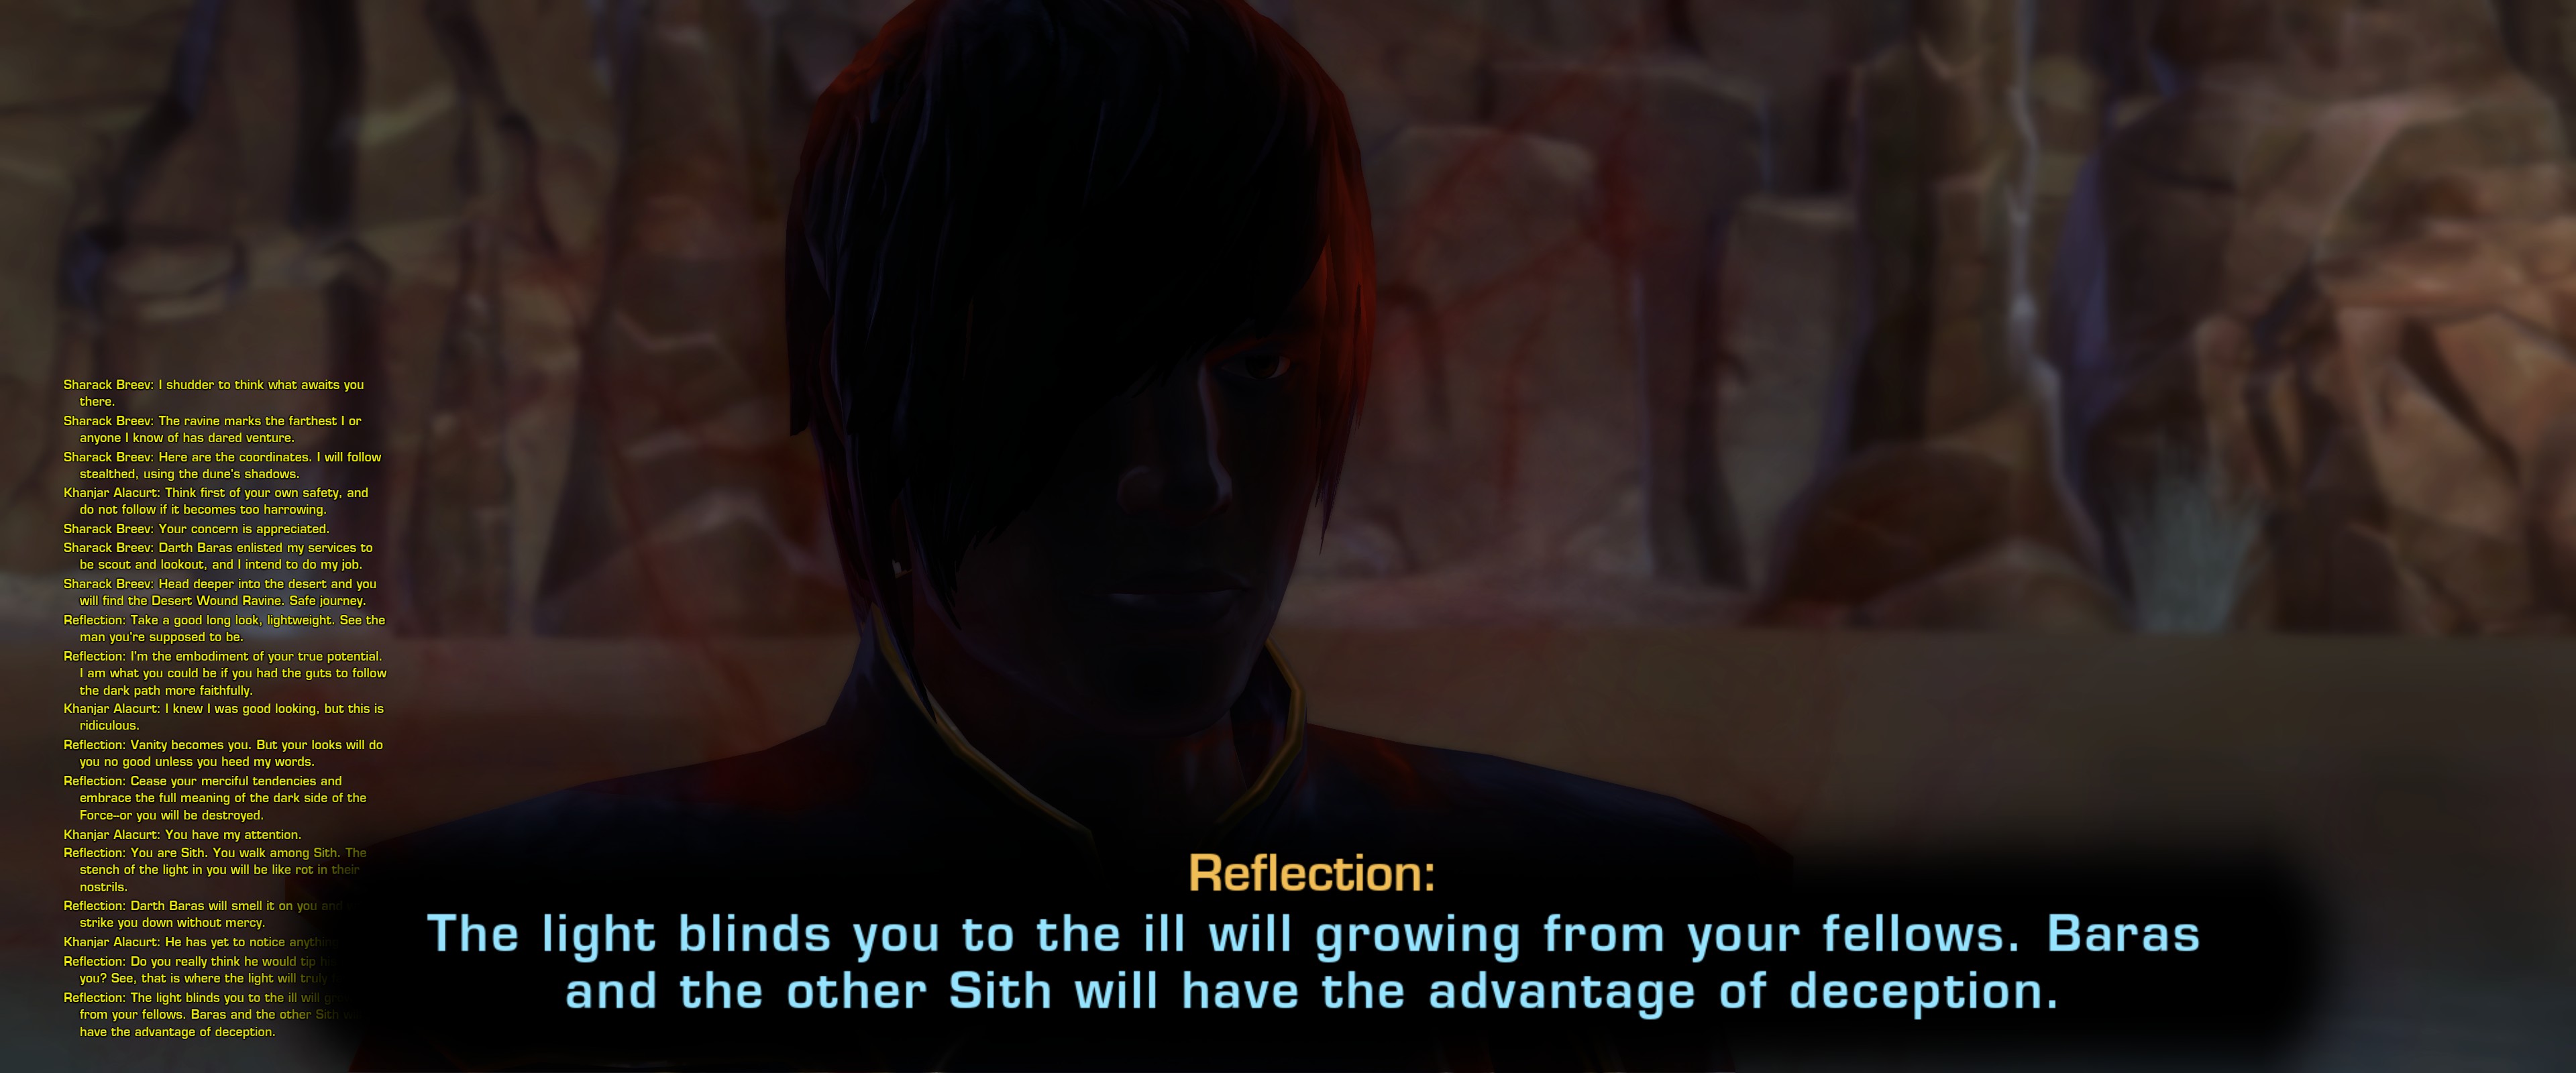 Sharack Breev: I shudder to think what awaits you
there.
Sharack Breev: The ravine marks the farthest I or
anyone I know of has dared venture.
Sharack Breev: Here are the coordinates. I will follow
stealthed, using the dune's shadows.
Khanjar Alacurt: Think first of your own safety, and
do not follow if it becomes too harrowing.
Sharack Breev: Your concern is appreciated.
Sharack Breev: Darth Baras enlisted my services to
be scout and lookout, and I intend to do my job.
Sharack Breev: Head deeper into the desert and you
will find the Desert Wound Ravine. Safe journey.
Reflection: Take a good long look, lightweight. See the
man you're supposed to be.
Reflection: I'm the embodiment of your true potential.
I am what you could be if you had the guts to follow
the dark path more faithfully.
Khanjar Alacurt: I knew I was good looking, but this is
ridiculous.
Reflection: Vanity becomes you. But your looks will do
you no good unless you heed my words.
Reflection: Cease your merciful tendencies and
embrace the full meaning of the dark side of the
Force–or you will be destroyed.
Khanjar Alacurt: You have my attention.
Reflection: You are Sith. You walk among Sith. The
stench of the light in you will be like rot in their
nostrils.
Reflection: Darth Baras will smell it on you and
strike you down without mercy.
Khanjar Alacurt: He has yet to notice anything
Reflection: Do you really think he would tip
you? See, that is where the light will truly
Reflection: The light blinds you to the ill will
from your fellows. Baras and the other Sith
have the advantage of deception.
Reflection:
The light blinds you to the ill will growing from your fellows. Baras
and the other Sith will have the advantage of deception.